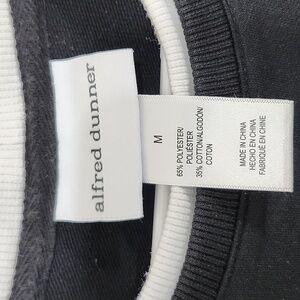 alfred dunner
M
65% POLYESTER/
POLIÉSTER
35% COTTON/ALGODÓN/
COTON
MADE IN CHINA
HECHO EN CHINA
FABRIQUÉ EN CHINE